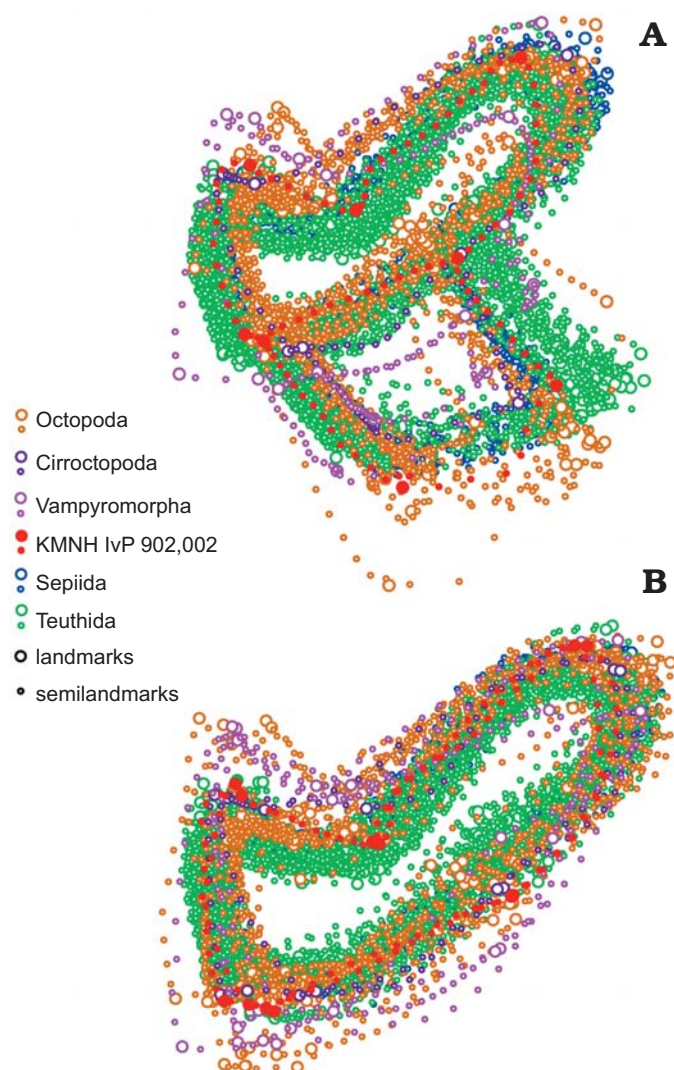 A
Octopoda
Cirroctopoda
Vampyromorpha
KMNH IvP 902,002
Sepiida
Teuthida
landmarks
semilandmarks
B